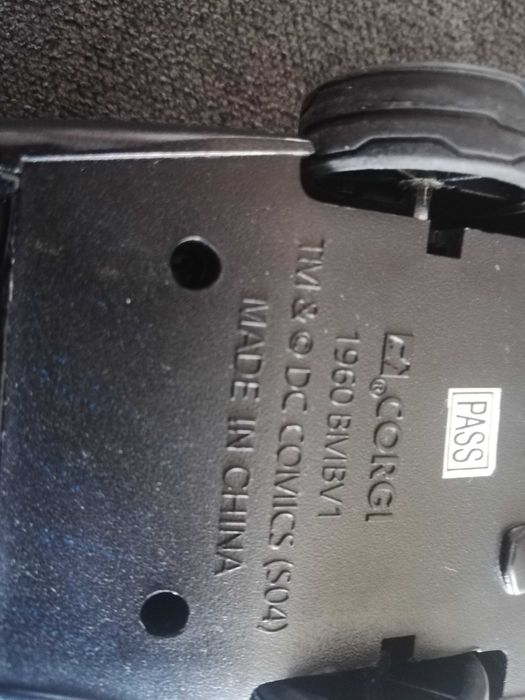 ®CORGI
1960 BMBV1
TM & © DC COMICS (S04)
MADE IN CHINA
PASS